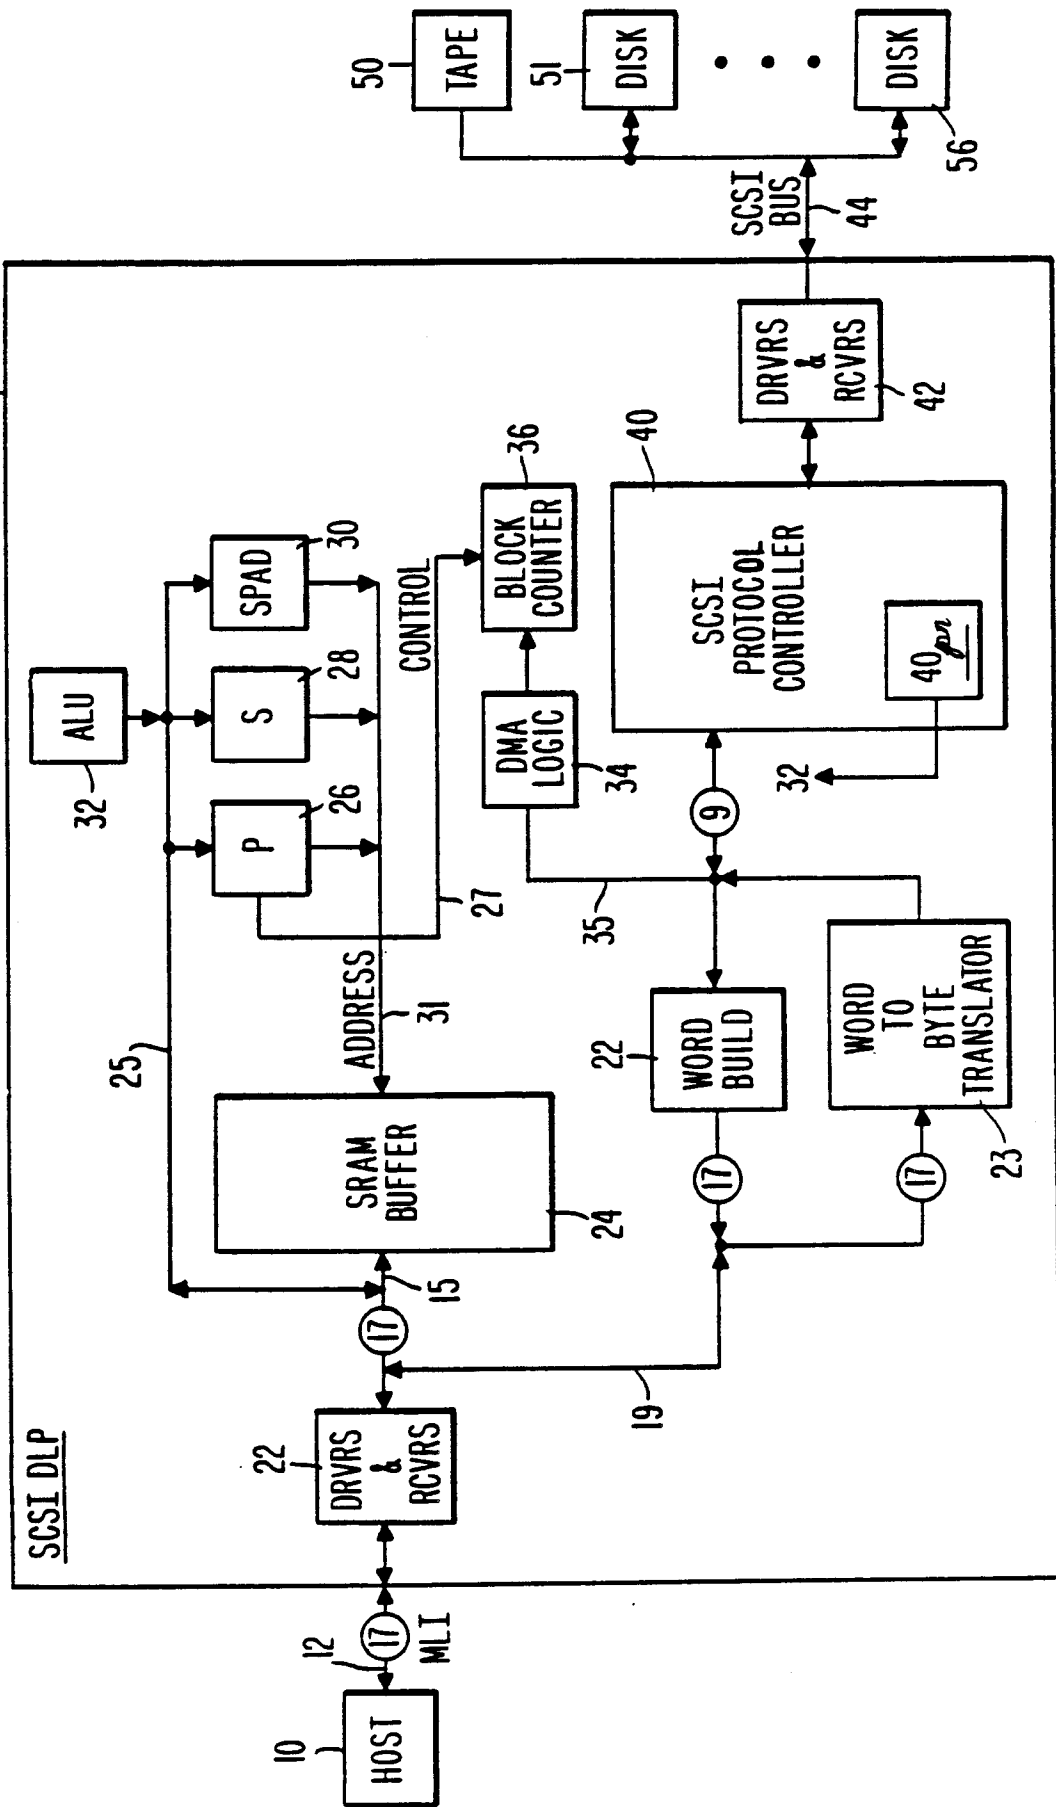 SCSI DLP
10
HOST
12
17
MLI
22
DRVRS
&
RCVRS
17
15
19
25
SRAM
BUFFER
24
ADDRESS
31
32
ALU
P
26
S
28
SPAD
30
27
CONTROL
DMA
LOGIC
34
BLOCK
COUNTER
36
35
22
WORD
BUILD
17
17
WORD
TO
BYTE
TRANSLATOR
23
9
32
SCSI
PROTOCOL
CONTROLLER
40
40pn
DRVRS
&
RCVRS
42
SCSI
BUS
44
50
TAPE
51
DISK
DISK
56